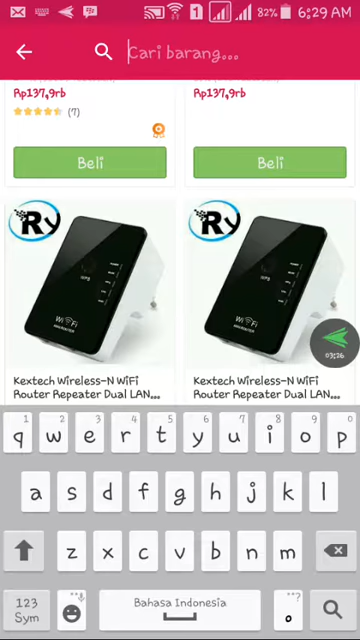 82% 6:29 AM
Cari barang...
Rp137,9rb
Rp137,9rb
(7)
Beli
Beli
Ry
Ry
WiFi
WiFi
03:26
Kextech Wireless-N WiFi
Router Repeater Dual LAN...
Kextech Wireless-N WiFi
Router Repeater Dual LAN...
1 2 3 4 5 6 7 8 9 0
q w e r t y u i o p
a s d f g h j k l
z x c v b n m
123
Sym
Bahasa Indonesia